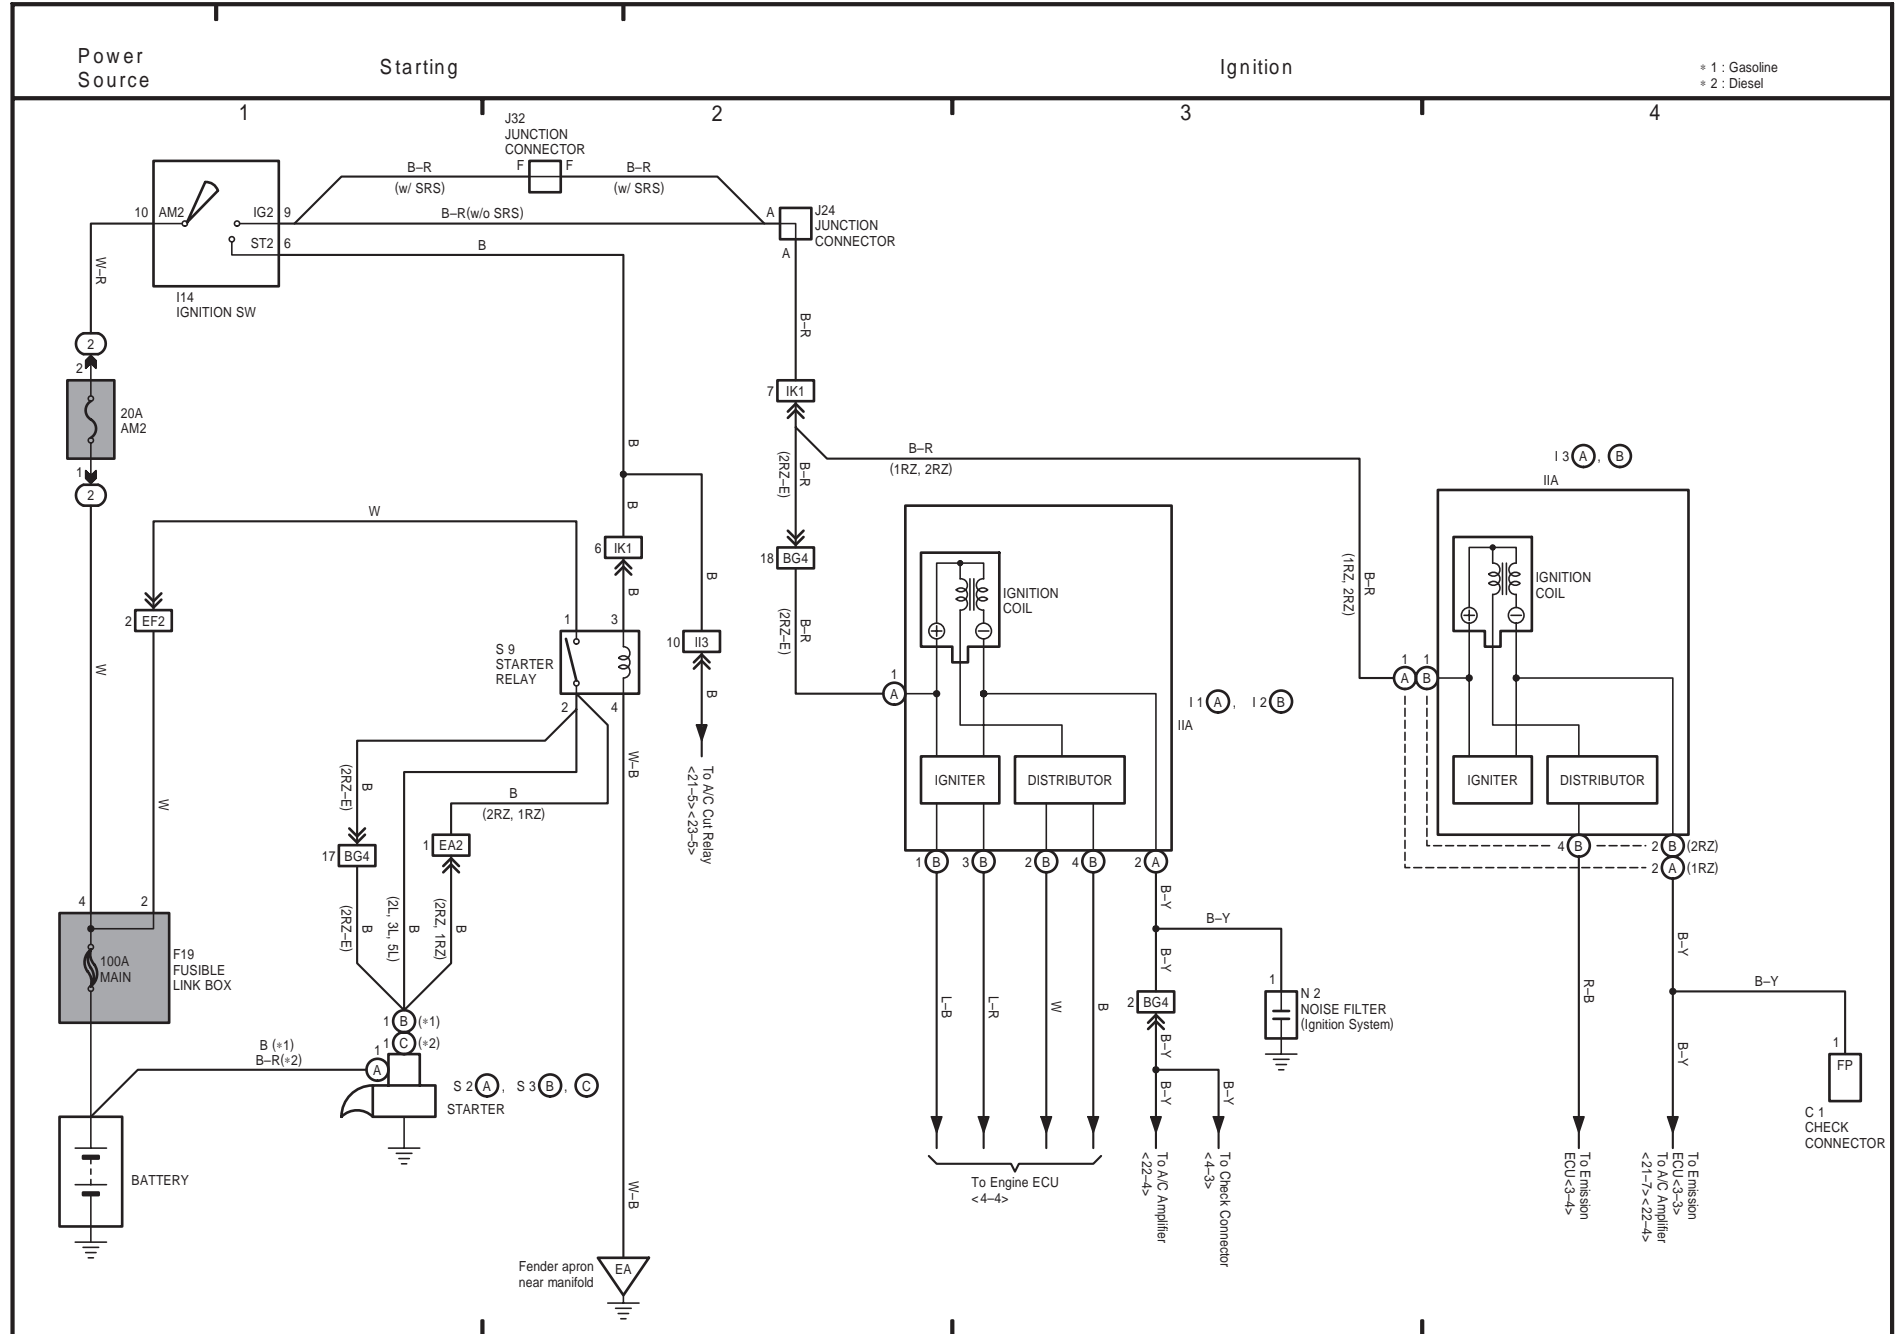 Power
Source
Starting
Ignition
∗ 1 : Gasoline
∗ 2 : Diesel
1
2
3
4
J32
JUNCTION
CONNECTOR
F
F
B–R
(w/ SRS)
B–R
(w/ SRS)
10
AM2
IG2
9
B–R(w/o SRS)
ST2
6
B
A
J24
JUNCTION
CONNECTOR
A
I14
IGNITION SW
W–R
2
2
20A
AM2
1
2
B–R
7
IK1
B–R
(1RZ, 2RZ)
B–R
(2RZ–E)
18
BG4
B–R
(2RZ–E)
B
B
6
IK1
B
B
10
II3
B
To A/C Cut Relay
<21–5><23–5>
W
2
EF2
W
W
1
3
S 9
STARTER
RELAY
2
4
B
(2RZ–E)
17
BG4
B
(2RZ–E)
B
(2L, 3L, 5L)
B
(2RZ, 1RZ)
1
EA2
B
(2RZ, 1RZ)
W–B
W–B
4
2
100A
MAIN
F19
FUSIBLE
LINK BOX
B (∗1)
B–R(∗2)
1
B
(∗1)
1
C
(∗2)
1
A
S 2 A , S 3 B , C
STARTER
BATTERY
Fender apron
near manifold
EA
IGNITION
COIL
+
−
1
A
I 1 A , I 2 B
IIA
IGNITER
DISTRIBUTOR
1
B
3
B
2
B
4
B
2
A
L–B
L–R
W
B
To Engine ECU
<4–4>
B–Y
B–Y
B–Y
2
BG4
B–Y
B–Y
B–Y
To A/C Amplifier
<22–4>
To Check Connector
<4–3>
1
N 2
NOISE FILTER
(Ignition System)
B–R
(1RZ, 2RZ)
I 3 A , B
IIA
IGNITION
COIL
+
−
1
1
A
B
IGNITER
DISTRIBUTOR
4
B
2
B
(2RZ)
2
A
(1RZ)
R–B
B–Y
B–Y
B–Y
1
FP
C 1
CHECK
CONNECTOR
To Emission
ECU<3–4>
To Emission
ECU<3–3>
To A/C Amplifier
<21–7><22–4>